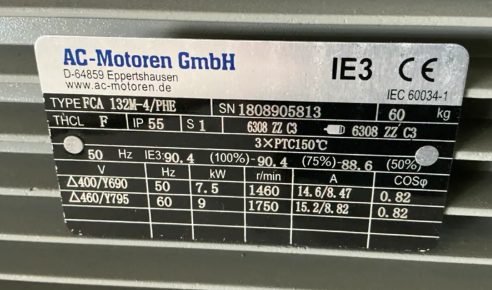 AC-Motoren GmbH
D-64859 Eppertshausen
www.ac-motoren.de
IE3 CE
IEC 60034-1
TYPE FCA 132M-4/PHE SN 1808905813 60 kg
THCL F IP 55 S 1 6308 ZZ C3 6308 ZZ C3
3×PTC150℃
50 Hz IE3:90.4 (100%)-90.4 (75%)-88.6 (50%)
V Hz kW r/min A COSφ
△400/Y690 50 7.5 1460 14.6/8.47 0.82
△460/Y795 60 9 1750 15.2/8.82 0.82